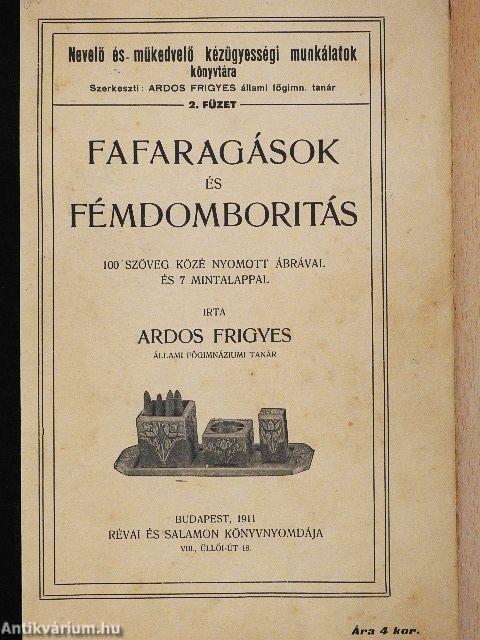 Nevelő és műkedvelő kézügyességi munkálatok
könyvtára
Szerkeszti: ARDOS FRIGYES állami főgimn. tanár
2. FÜZET
FAFARAGÁSOK
ÉS
FÉMDOMBORITÁS
100 SZÖVEG KÖZÉ NYOMOTT ÁBRÁVAL
ÉS 7 MINTALAPPAL
IRTA
ARDOS FRIGYES
ÁLLAMI FŐGIMNÁZIUMI TANÁR
BUDAPEST, 1911
RÉVAI ÉS SALAMON KÖNYVNYOMDÁJA
VIII., ÜLLŐI-ÚT 18.
Ára 4 kor.
Antikvárium.hu